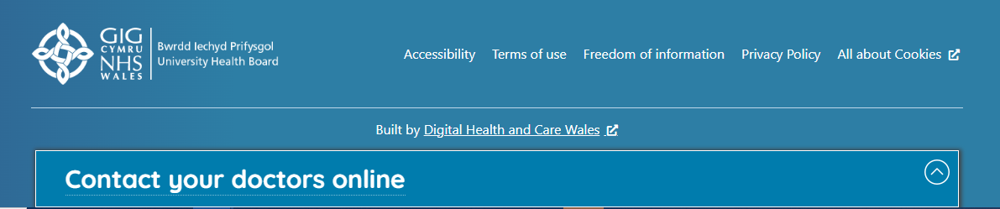 GIG
CYMRU
NHS
WALES
Bwrdd Iechyd Prifysgol
University Health Board
Accessibility Terms of use Freedom of information Privacy Policy All about Cookies
Built by Digital Health and Care Wales
Contact your doctors online